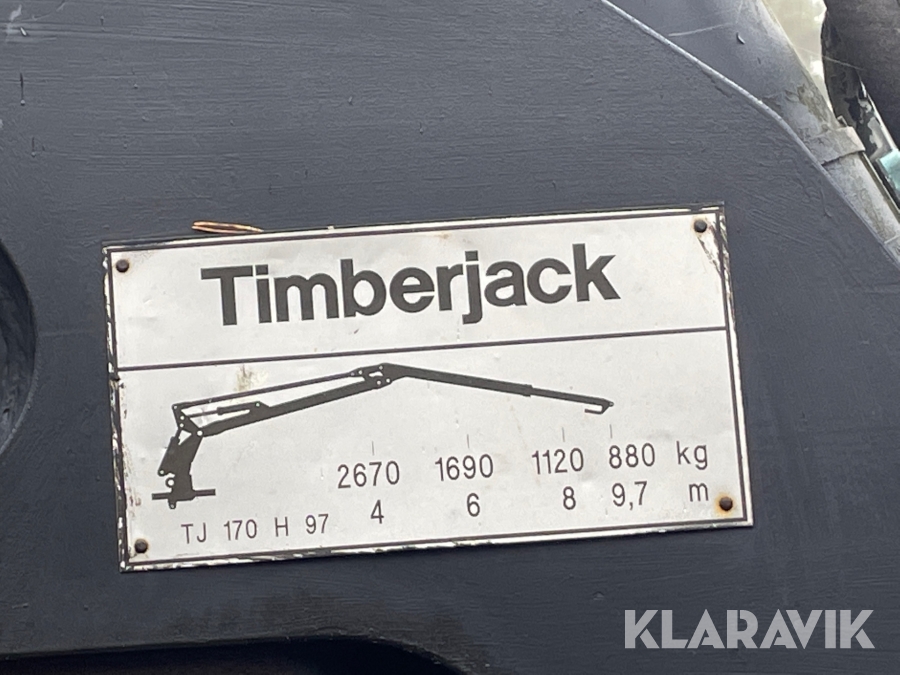 Timberjack
2670 1690 1120 880 kg
4 6 8 9,7 m
TJ 170 H 97
KLARAVIK